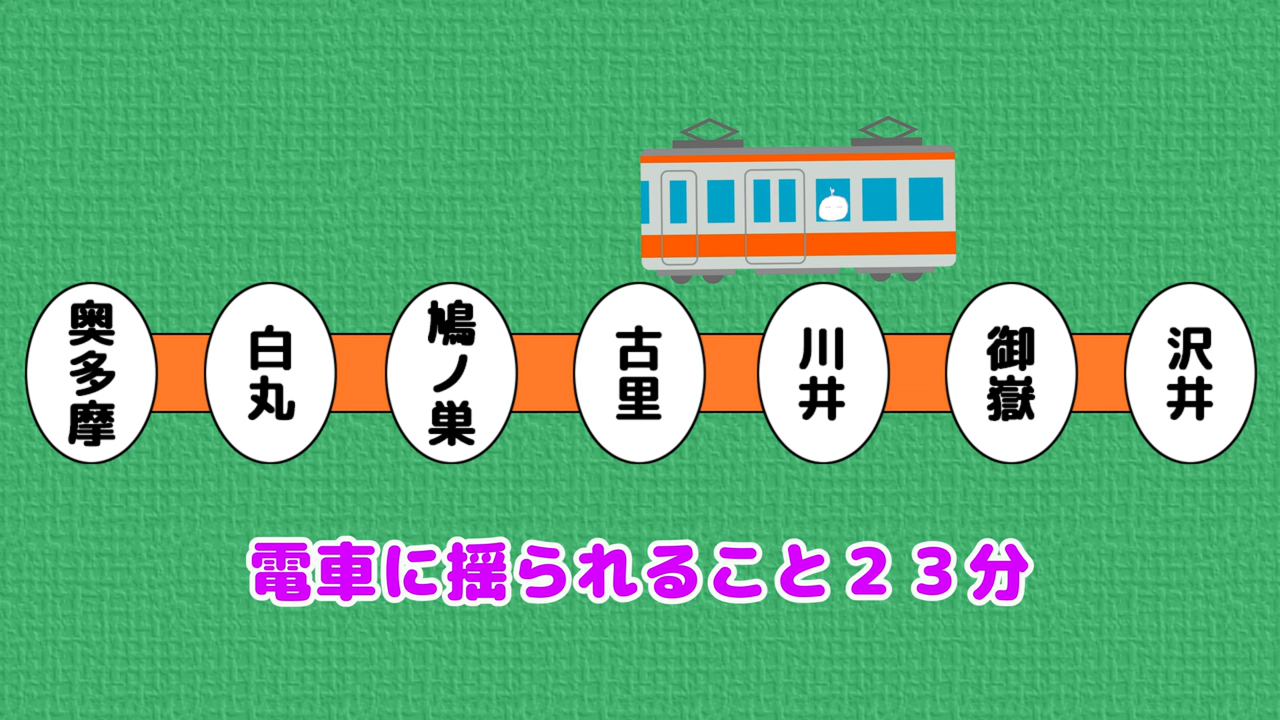 奥多摩
白丸
鳩ノ巣
古里
川井
御嶽
沢井
電車に揺られること２３分